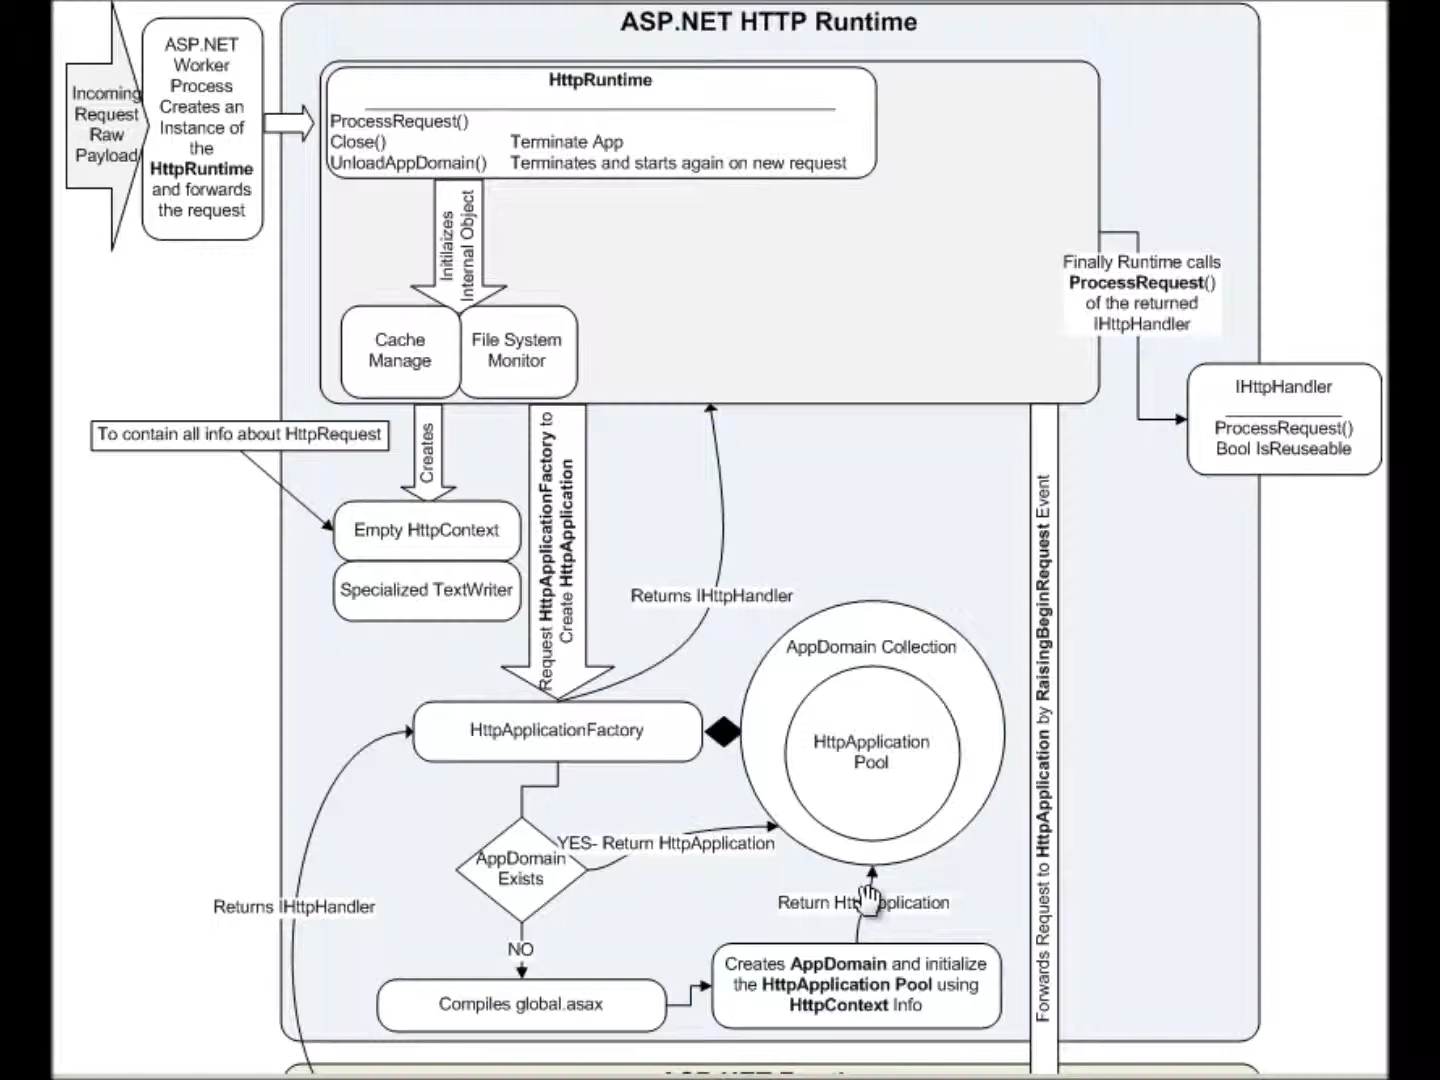 ASP.NET HTTP Runtime
Incoming
Request
Raw
Payload
ASP.NET
Worker
Process
Creates an
Instance of
the
HttpRuntime
and forwards
the request
HttpRuntime
ProcessRequest()
Close() Terminate App
UnloadAppDomain() Terminates and starts again on new request
Initilaizes
Internal Object
Cache
Manage
File System
Monitor
Finally Runtime calls
ProcessRequest()
of the returned
IHttpHandler
IHttpHandler
ProcessRequest()
Bool IsReuseable
To contain all info about HttpRequest
Creates
Empty HttpContext
Specialized TextWriter
Request HttpApplicationFactory to
Create HttpApplication
Returns IHttpHandler
AppDomain Collection
HttpApplication
Pool
HttpApplicationFactory
Forwards Request to HttpApplication by RaisingBeginRequest Event
AppDomain
Exists
YES- Return HttpApplication
Returns IHttpHandler
NO
Compiles global.asax
Return HttpApplication
Creates AppDomain and initialize
the HttpApplication Pool using
HttpContext Info